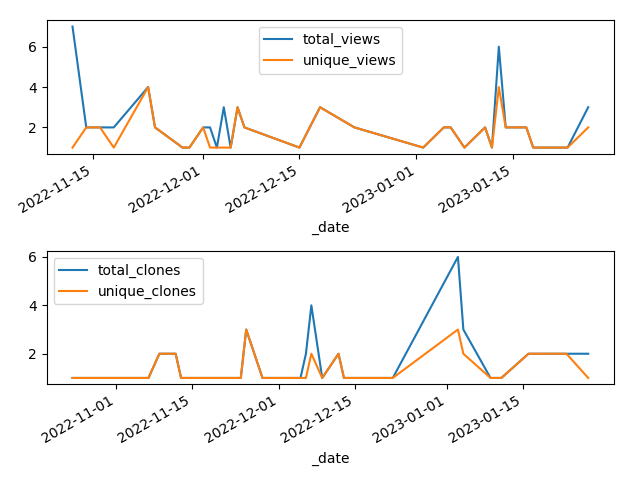 total_views
unique_views
6
4
2
2022-11-15
2022-12-01
2022-12-15
2023-01-01
2023-01-15
_date
total_clones
unique_clones
6
4
2
2022-11-01
2022-11-15
2022-12-01
2022-12-15
2023-01-01
2023-01-15
_date